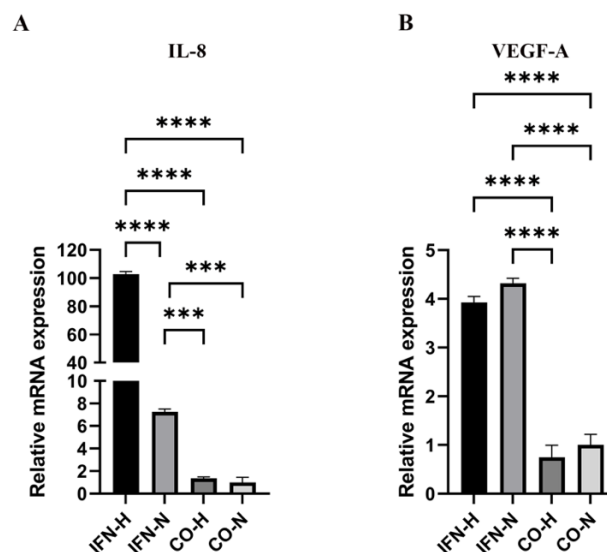 A
IL-8
****
****
****
***
***
Relative mRNA expression
120
100
80
60
40
8
6
4
2
0
IFN-H
IFN-N
CO-H
CO-N
B
VEGF-A
****
****
****
****
Relative mRNA expression
5
4
3
2
1
0
IFN-H
IFN-N
CO-H
CO-N